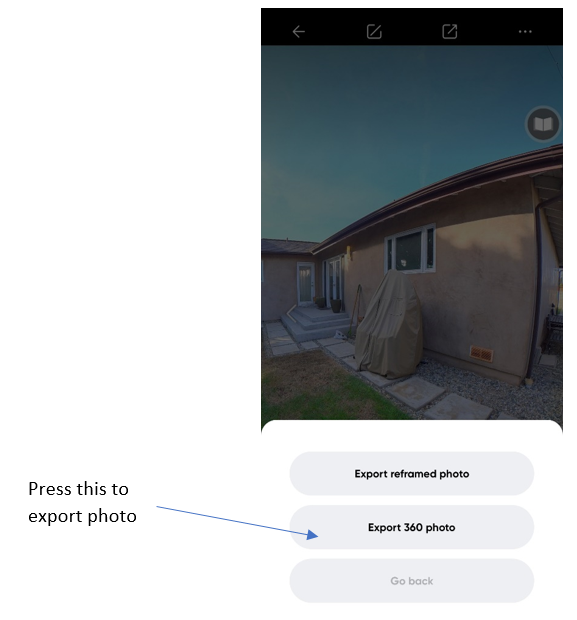 Export reframed photo
Press this to
export photo
Export 360 photo
Go back